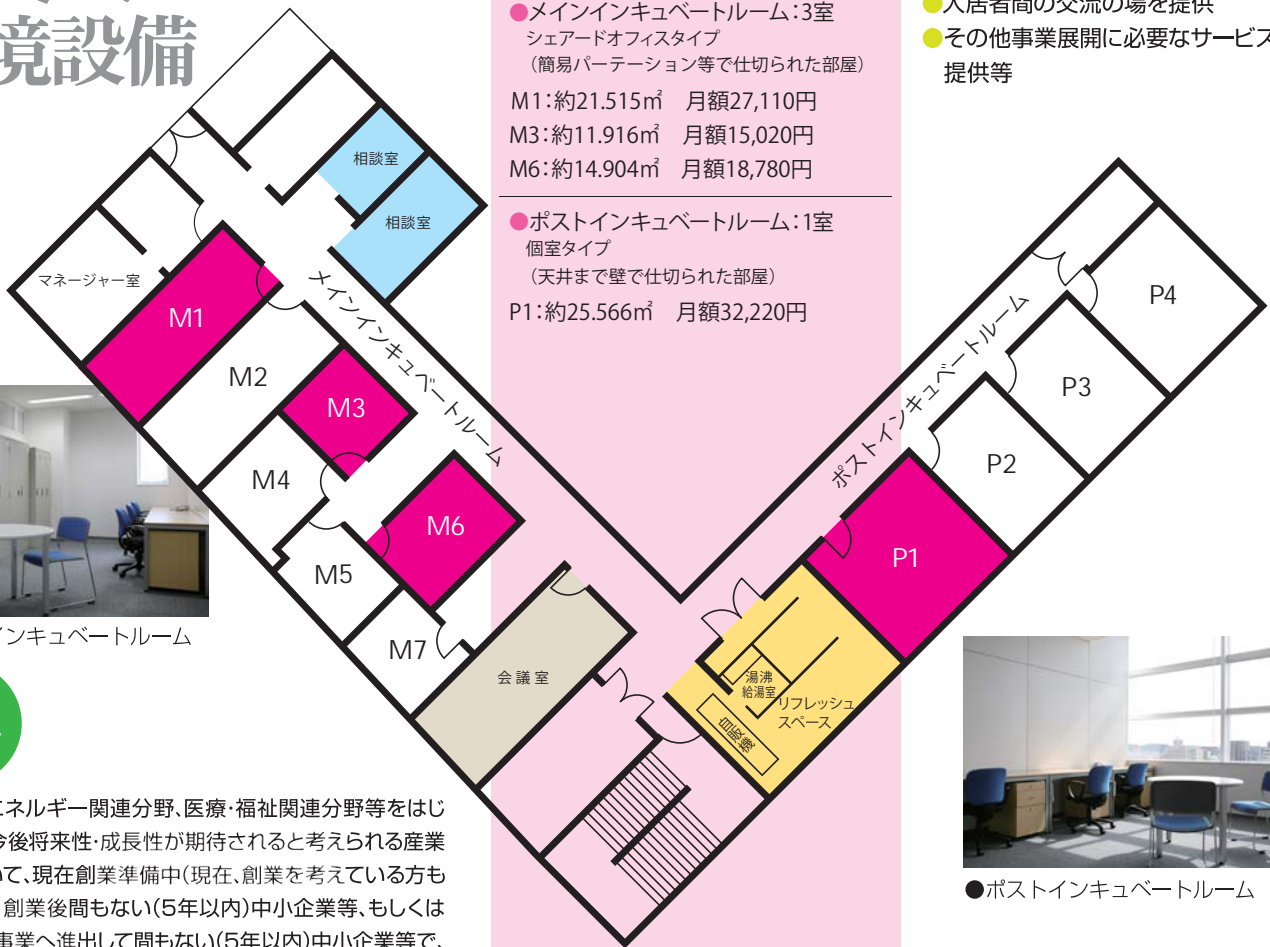 境設備
●メインインキュベートルーム：3室
シェアードオフィスタイプ
（簡易パーテーション等で仕切られた部屋）
M1：約21.515㎡　月額27,110円
M3：約11.916㎡　月額15,020円
M6：約14.904㎡　月額18,780円
●ポストインキュベートルーム：1室
個室タイプ
（天井まで壁で仕切られた部屋）
P1：約25.566㎡　月額32,220円
●入居者間の交流の場を提供
●その他事業展開に必要なサービス
提供等
相談室
相談室
マネージャー室
メインインキュベートルーム
M1
M2
M3
M4
M5
M6
M7
会議室
ポストインキュベートルーム
P4
P3
P2
P1
湯沸
給湯室
リフレッシュ
スペース
自販機
インキュベートルーム
●ポストインキュベートルーム
エネルギー関連分野、医療・福祉関連分野等をはじ
今後将来性・成長性が期待されると考えられる産業
いて、現在創業準備中（現在、創業を考えている方も
創業後間もない（5年以内）中小企業等、もしくは
事業へ進出して間もない（5年以内）中小企業等で、